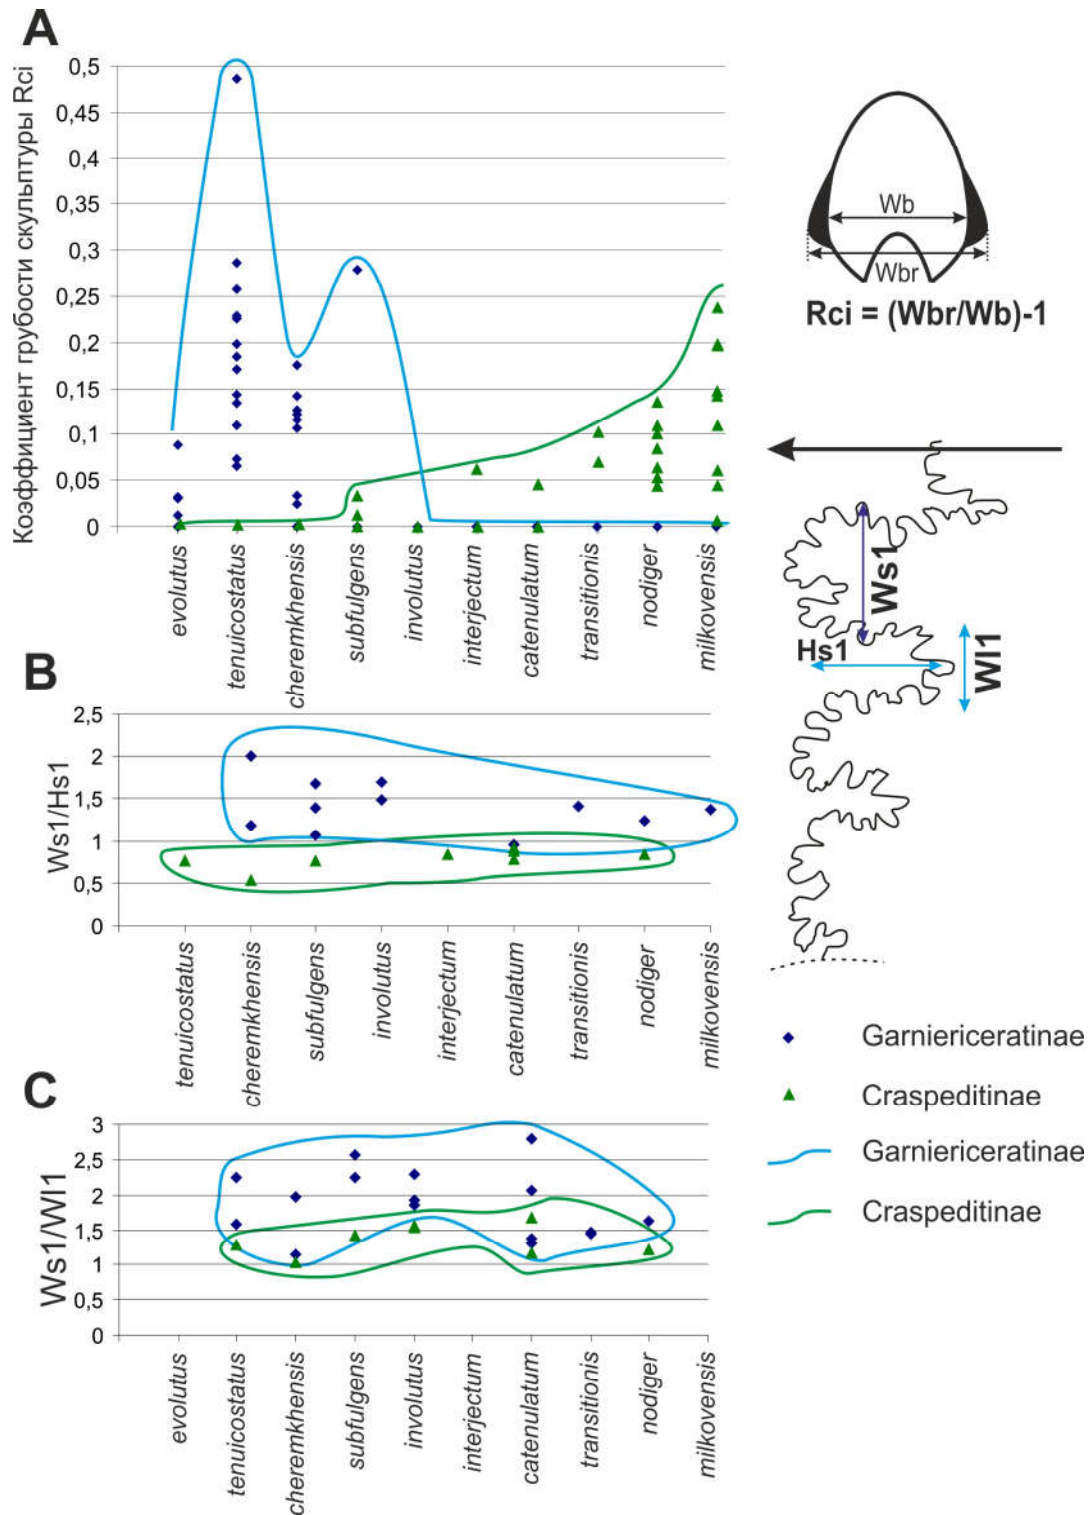 A
Коэффициент грубости скульптуры Rci
0,5
0,45
0,4
0,35
0,3
0,25
0,2
0,15
0,1
0,05
0
evolutus
tenuicostatus
cheremkhensis
subfulgens
involutus
interjectum
catenulatum
transitionis
nodiger
milkovensis
Wb
Wbr
Rci = (Wbr/Wb)-1
Ws1
Hs1
Wl1
B
Ws1/Hs1
2,5
2
1,5
1
0,5
0
tenuicostatus
cheremkhensis
subfulgens
involutus
interjectum
catenulatum
transitionis
nodiger
milkovensis
C
Ws1/Wl1
3
2,5
2
1,5
1
0,5
0
evolutus
tenuicostatus
cheremkhensis
subfulgens
involutus
interjectum
catenulatum
transitionis
nodiger
milkovensis
Garniericeratinae
Craspeditinae
Garniericeratinae
Craspeditinae